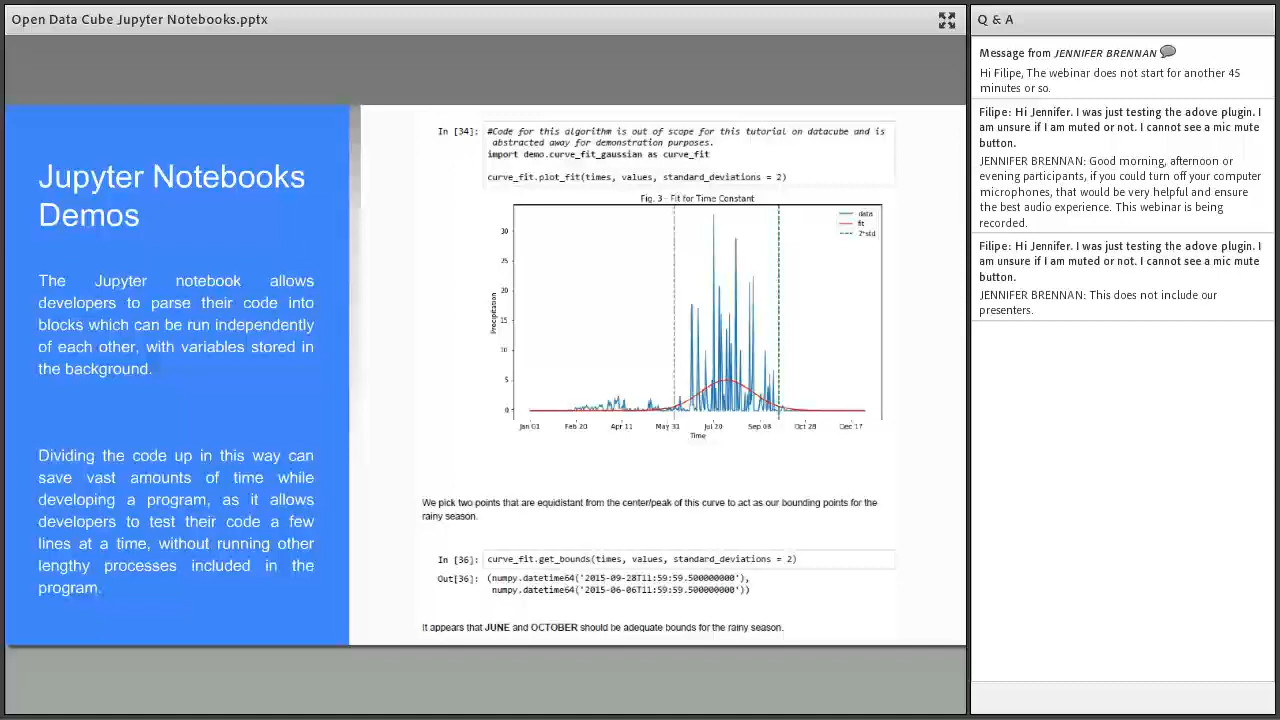 Open Data Cube Jupyter Notebooks.pptx
Jupyter Notebooks
Demos
The Jupyter notebook allows
developers to parse their code into
blocks which can be run independently
of each other, with variables stored in
the background.
Dividing the code up in this way can
save vast amounts of time while
developing a program, as it allows
developers to test their code a few
lines at a time, without running other
lengthy processes included in the
program.
In [34]: #Code for this algorithm is out of scope for this tutorial on datacube and is
abstracted away for demonstration purposes.
import demo.curve_fit_gaussian as curve_fit
curve_fit.plot_fit(times, values, standard_deviations = 2)
Fig. 3 - Fit for Time Constant
data
fit
2*std
30
25
20
15
10
5
0
Precipitation
Jan 01 Feb 20 Apr 11 May 31 Jul 20 Sep 08 Oct 28 Dec 17
Time
We pick two points that are equidistant from the center/peak of this curve to act as our bounding points for the
rainy season.
In [36]: curve_fit.get_bounds(times, values, standard_deviations = 2)
Out[36]: (numpy.datetime64('2015-09-28T11:59:59.500000000'),
numpy.datetime64('2015-06-06T11:59:59.500000000'))
It appears that JUNE and OCTOBER should be adequate bounds for the rainy season.
Q & A
Message from JENNIFER BRENNAN
Hi Filipe, The webinar does not start for another 45
minutes or so.
Filipe: Hi Jennifer. I was just testing the adove plugin. I
am unsure if I am muted or not. I cannot see a mic mute
button.
JENNIFER BRENNAN: Good morning, afternoon or
evening participants, if you could turn off your computer
microphones, that would be very helpful and ensure
the best audio experience. This webinar is being
recorded.
Filipe: Hi Jennifer. I was just testing the adove plugin. I
am unsure if I am muted or not. I cannot see a mic mute
button.
JENNIFER BRENNAN: This does not include our
presenters.